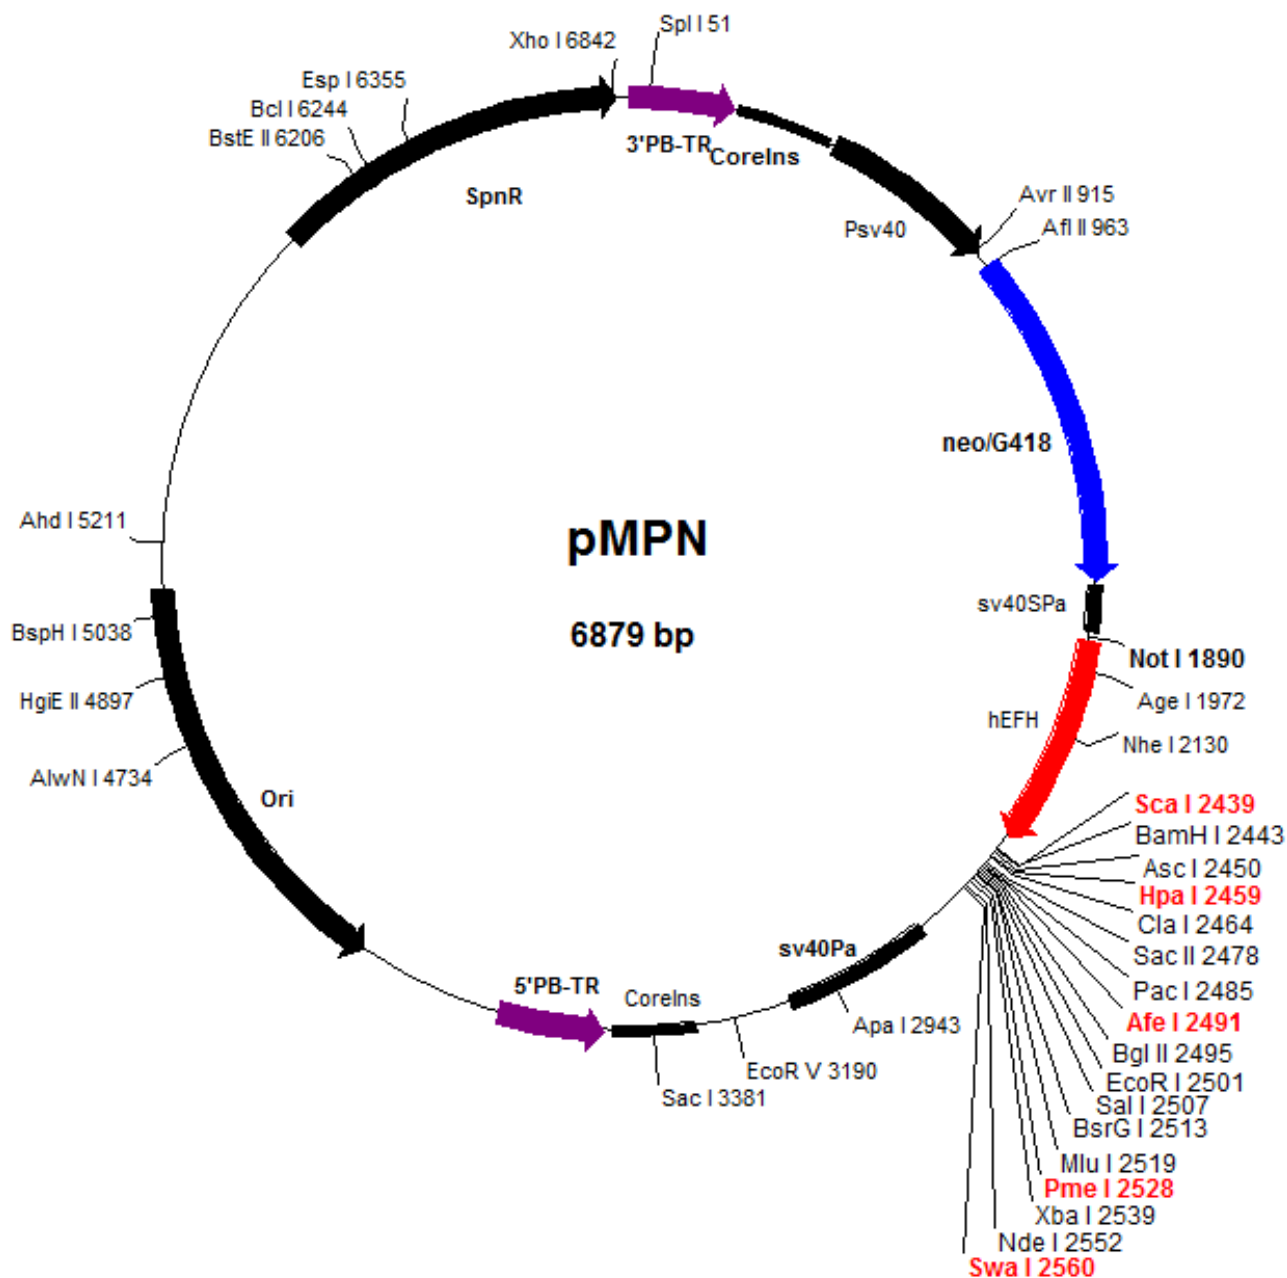 Spl I 51
Xho I 6842
Esp I 6355
Bcl I 6244
BstE II 6206
3'PB-TR
CoreIns
SpnR
Psv40
Avr II 915
Afl II 963
neo/G418
Ahd I 5211
pMPN
6879 bp
sv40SPa
BspH I 5038
Not I 1890
HgiE II 4897
Age I 1972
hEFH
Nhe I 2130
AlwN I 4734
Ori
Sca I 2439
BamH I 2443
Asc I 2450
Hpa I 2459
Cla I 2464
Sac II 2478
Pac I 2485
Afe I 2491
Bgl II 2495
EcoR I 2501
Sal I 2507
BsrG I 2513
Mlu I 2519
Pme I 2528
Xba I 2539
Nde I 2552
Swa I 2560
sv40Pa
5'PB-TR
CoreIns
Apa I 2943
EcoR V 3190
Sac I 3381